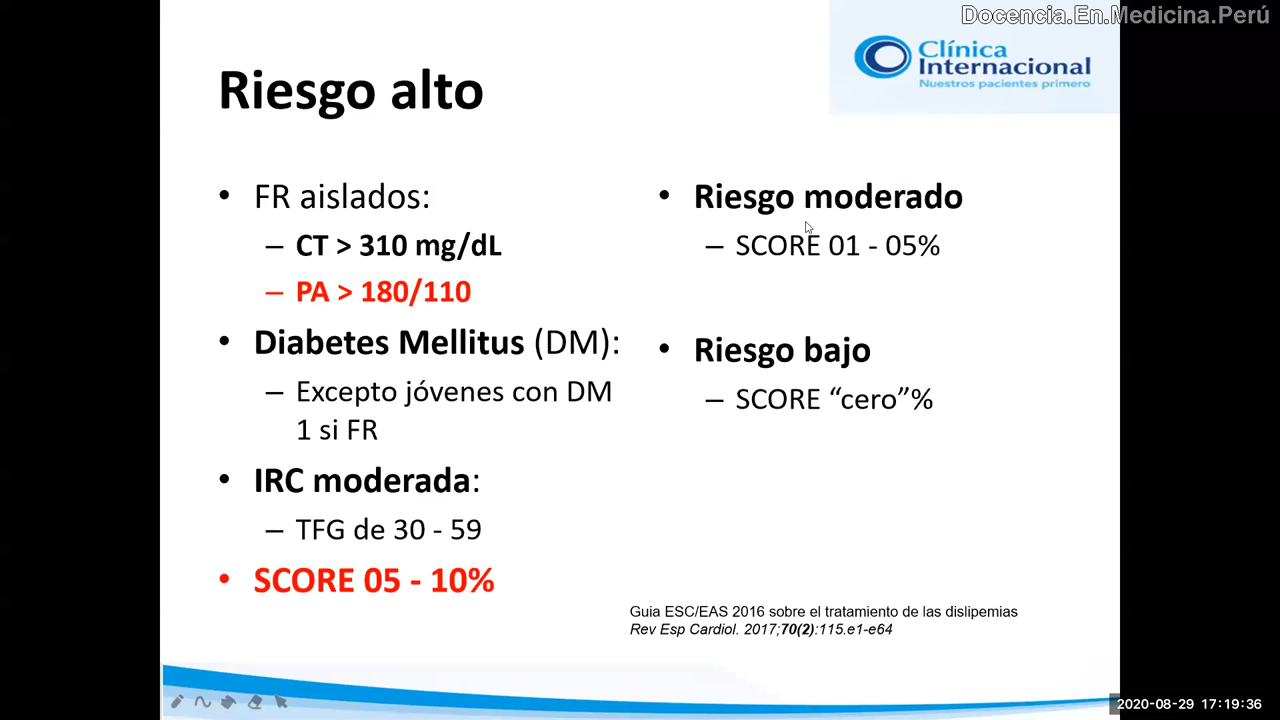 Docencia.En.Medicina.Perú
Clínica
Internacional
Nuestros pacientes primero
Riesgo alto
• FR aislados:
– CT > 310 mg/dL
– PA > 180/110
• Diabetes Mellitus (DM):
– Excepto jóvenes con DM
1 si FR
• IRC moderada:
– TFG de 30 - 59
• SCORE 05 - 10%
• Riesgo moderado
– SCORE 01 - 05%
• Riesgo bajo
– SCORE “cero”%
Guia ESC/EAS 2016 sobre el tratamiento de las dislipemias
Rev Esp Cardiol. 2017;70(2):115.e1-e64
2020-08-29 17:19:36